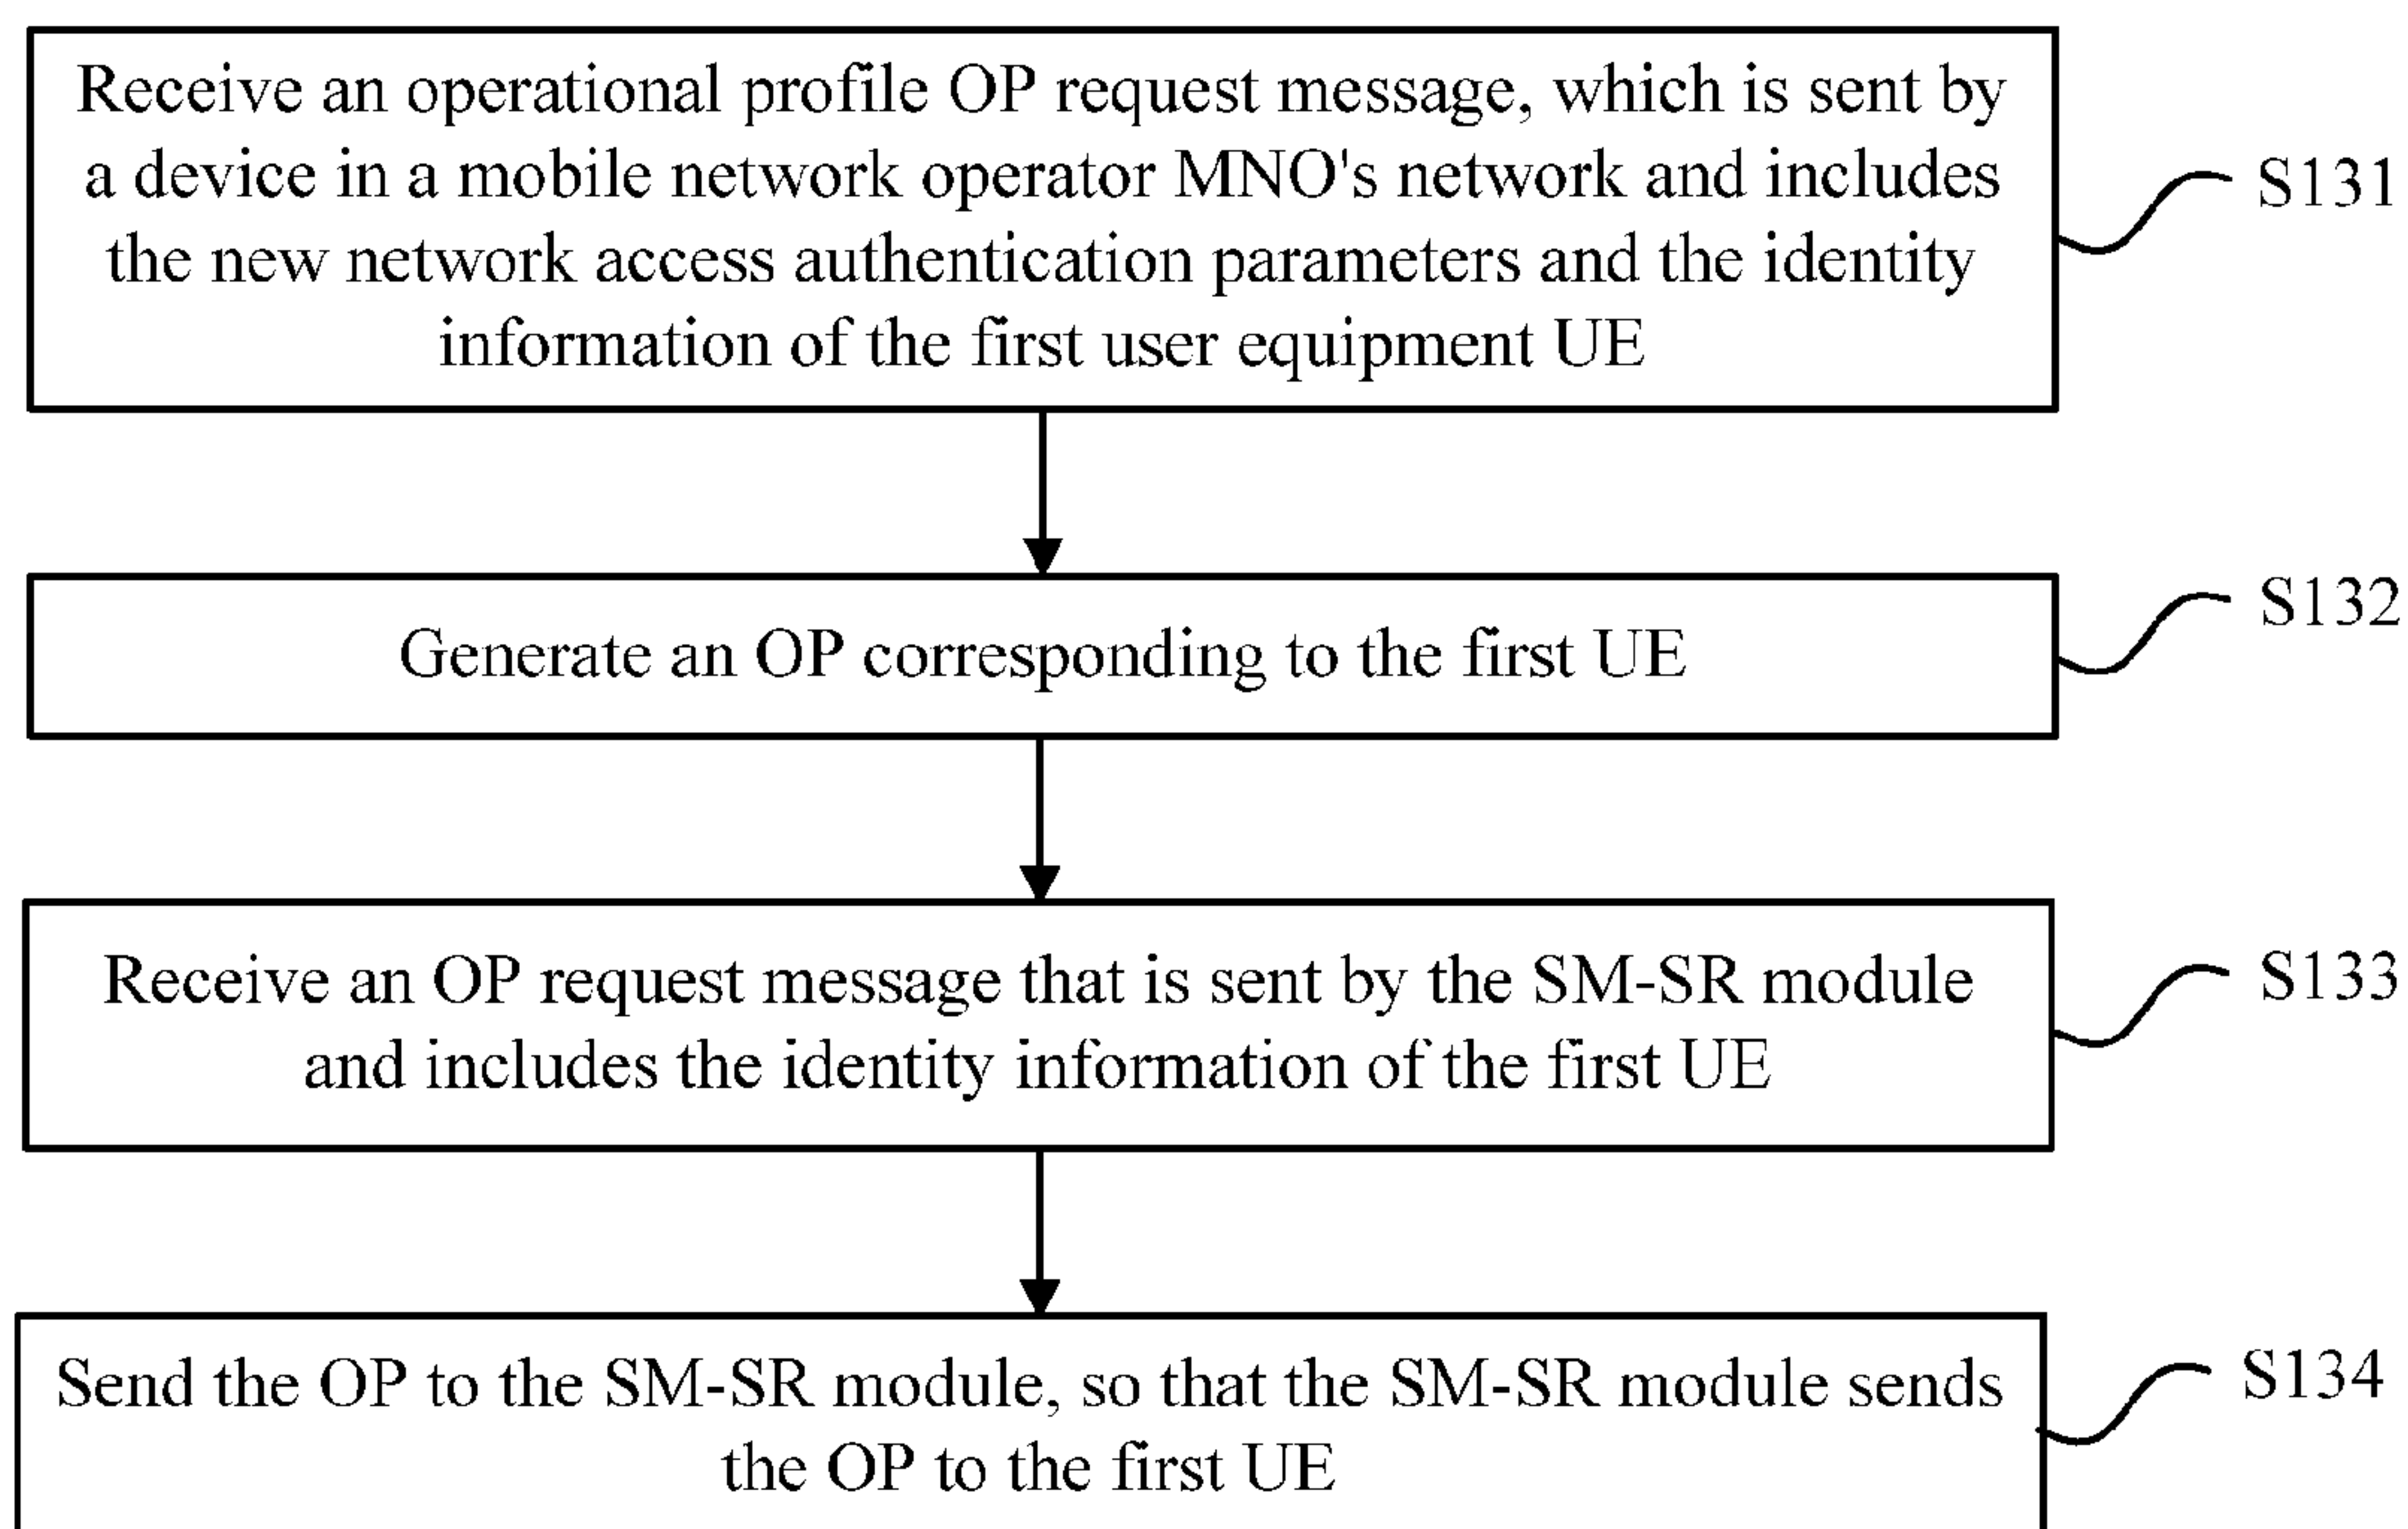 Receive an operational profile OP request message, which is sent by
a device in a mobile network operator MNO's network and includes
the new network access authentication parameters and the identity
information of the first user equipment UE
S131
Generate an OP corresponding to the first UE
S132
Receive an OP request message that is sent by the SM-SR module
and includes the identity information of the first UE
S133
Send the OP to the SM-SR module, so that the SM-SR module sends
the OP to the first UE
S134